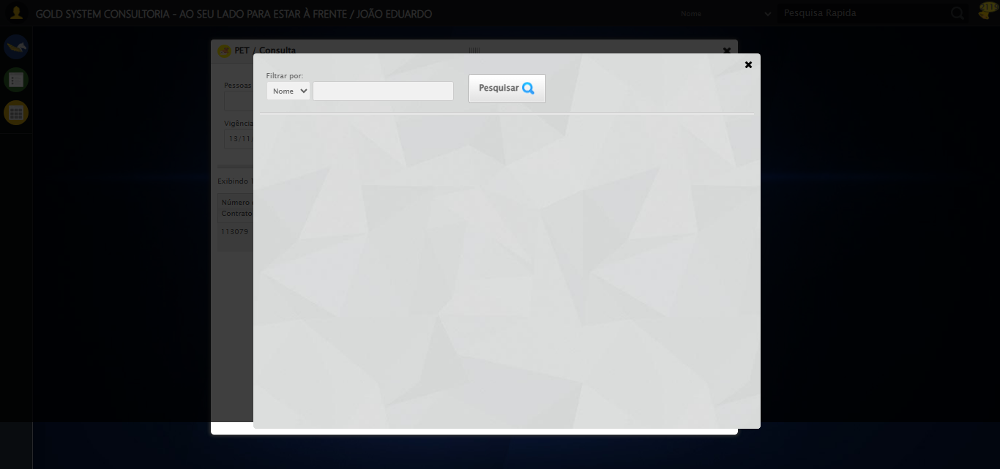 GOLD SYSTEM CONSULTORIA - AO SEU LADO PARA ESTAR À FRENTE / JOÃO EDUARDO
Nome
Pesquisa Rapida
PET / Consulta
Filtrar por:
Nome
Pesquisar
Pessoas
Vigência
13/11
Exibindo 1
Número
Contrato
113079